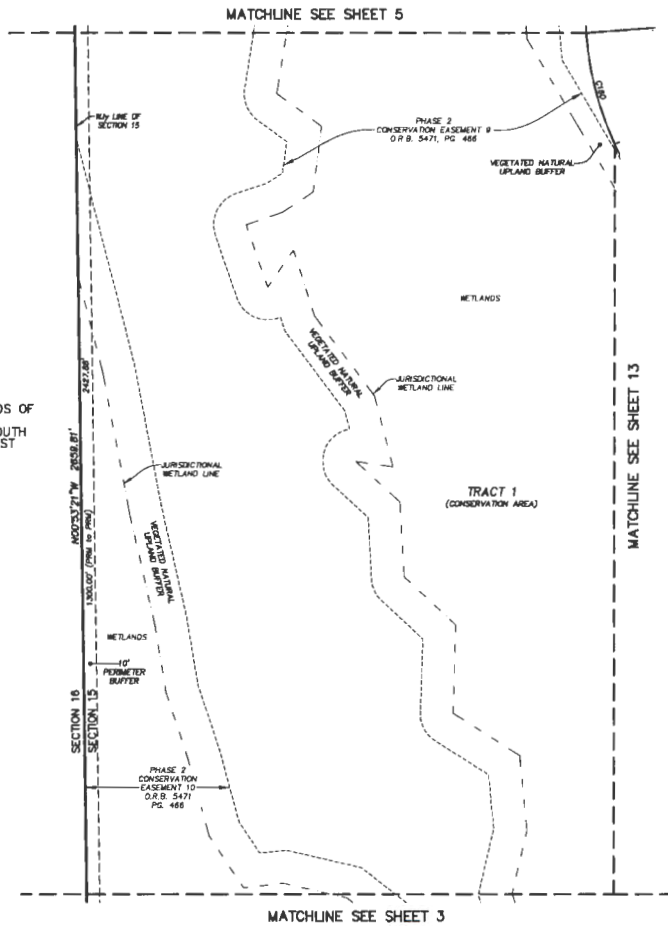 MATCHLINE SEE SHEET 5
W'ly LINE OF
SECTION 15
PHASE 2
CONSERVATION EASEMENT 9
O.R.B. 5471, PG. 466
C180
VEGETATED NATURAL
UPLAND BUFFER
WETLANDS
VEGETATED NATURAL
UPLAND BUFFER
JURISDICTIONAL
WETLAND LINE
MATCHLINE SEE SHEET 13
DS OF
OUTH
ST
N00°53'21"W 2659.81'
2427.86'
1300.00' (PRM to PRM)
JURISDICTIONAL
WETLAND LINE
TRACT 1
(CONSERVATION AREA)
VEGETATED NATURAL
UPLAND BUFFER
WETLANDS
10'
PERIMETER
BUFFER
SECTION 16
SECTION 15
PHASE 2
CONSERVATION
EASEMENT 10
O.R.B. 5471
PG. 466
MATCHLINE SEE SHEET 3